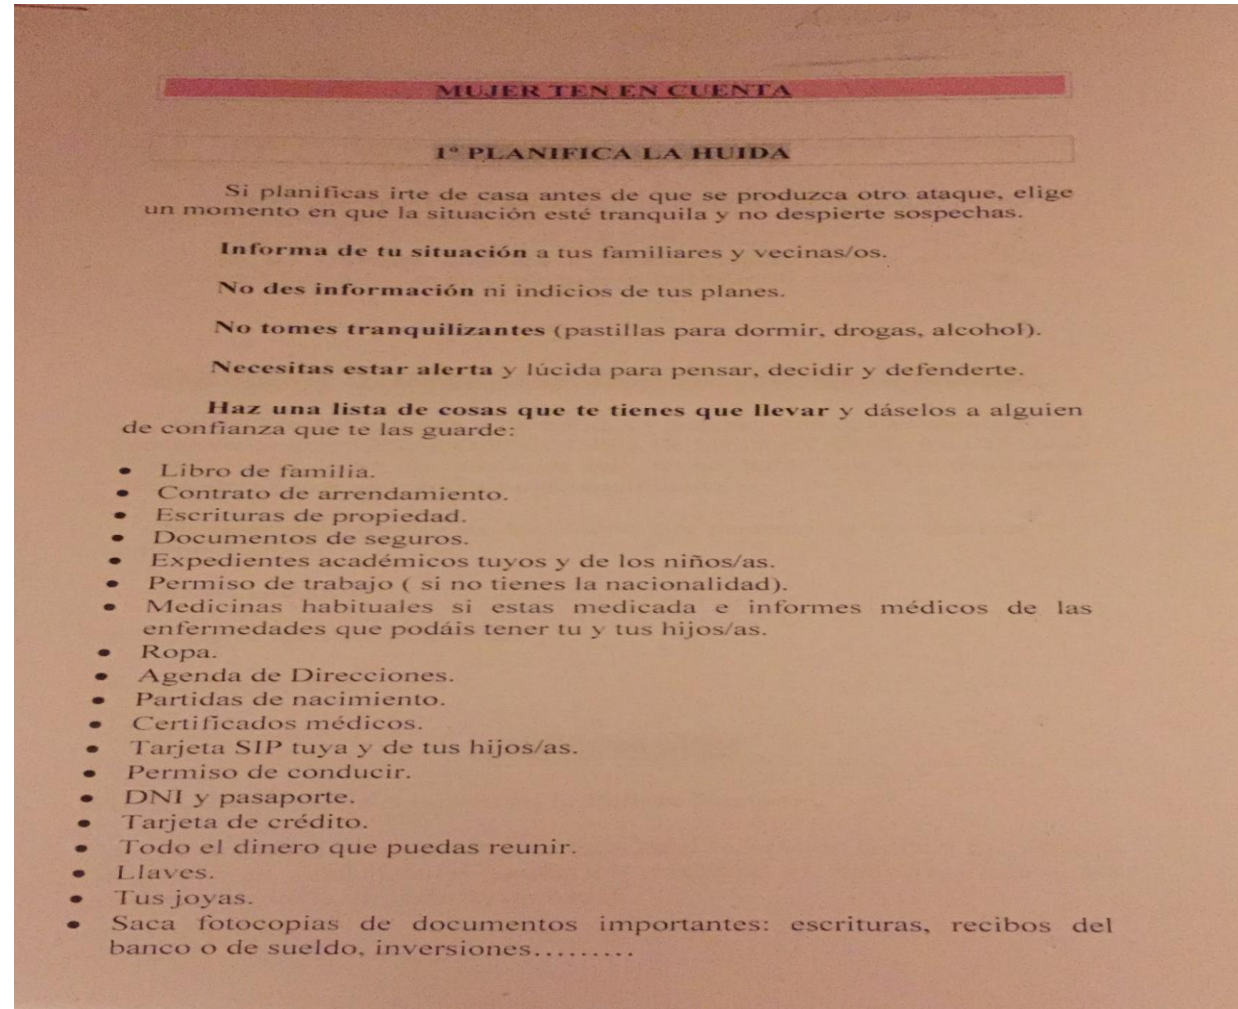 MUJER TEN EN CUENTA
1ª PLANIFICA LA HUIDA
Si planificas irte de casa antes de que se produzca otro ataque, elige
un momento en que la situación esté tranquila y no despierte sospechas.
Informa de tu situación a tus familiares y vecinas/os.
No des información ni indicios de tus planes.
No tomes tranquilizantes (pastillas para dormir, drogas, alcohol).
Necesitas estar alerta y lúcida para pensar, decidir y defenderte.
Haz una lista de cosas que te tienes que llevar y dáselos a alguien
de confianza que te las guarde:
• Libro de familia.
• Contrato de arrendamiento.
• Escrituras de propiedad.
• Documentos de seguros.
• Expedientes académicos tuyos y de los niños/as.
• Permiso de trabajo ( si no tienes la nacionalidad).
• Medicinas habituales si estas medicada e informes médicos de las
enfermedades que podáis tener tu y tus hijos/as.
• Ropa.
• Agenda de Direcciones.
• Partidas de nacimiento.
• Certificados médicos.
• Tarjeta SIP tuya y de tus hijos/as.
• Permiso de conducir.
• DNI y pasaporte.
• Tarjeta de crédito.
• Todo el dinero que puedas reunir.
• Llaves.
• Tus joyas.
• Saca fotocopias de documentos importantes: escrituras, recibos del
banco o de sueldo, inversiones.........